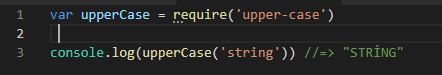 1 var upperCase = require('upper-case')
2
3 console.log(upperCase('string')) //=> "STRİNG"